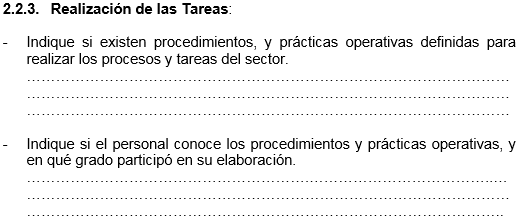 2.2.3. Realización de las Tareas:
- Indique si existen procedimientos, y prácticas operativas definidas para
realizar los procesos y tareas del sector.
……………………………………………………………………………………………
……………………………………………………………………………………………
……………………………………………………………………………………………
- Indique si el personal conoce los procedimientos y prácticas operativas, y
en qué grado participó en su elaboración.
……………………………………………………………………………………………
……………………………………………………………………………………………
……………………………………………………………………………………………